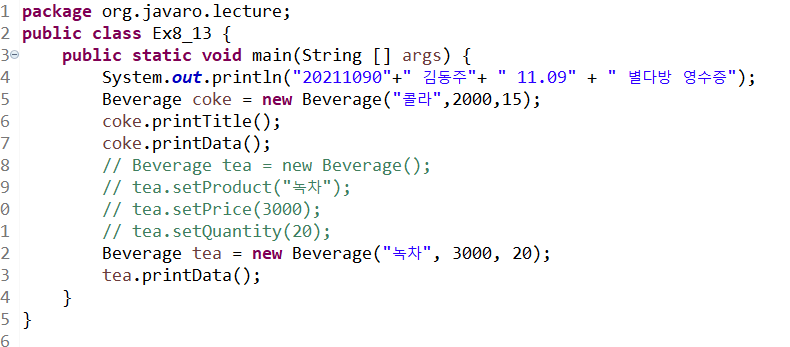 1 package org.javaro.lecture;
2 public class Ex8_13 {
3 public static void main(String [] args) {
4 System.out.println("20211090"+" 김동주"+ " 11.09" + " 별다방 영수증");
5 Beverage coke = new Beverage("콜라",2000,15);
6 coke.printTitle();
7 coke.printData();
8 // Beverage tea = new Beverage();
9 // tea.setProduct("녹차");
0 // tea.setPrice(3000);
1 // tea.setQuantity(20);
2 Beverage tea = new Beverage("녹차", 3000, 20);
3 tea.printData();
4 }
5 }
6